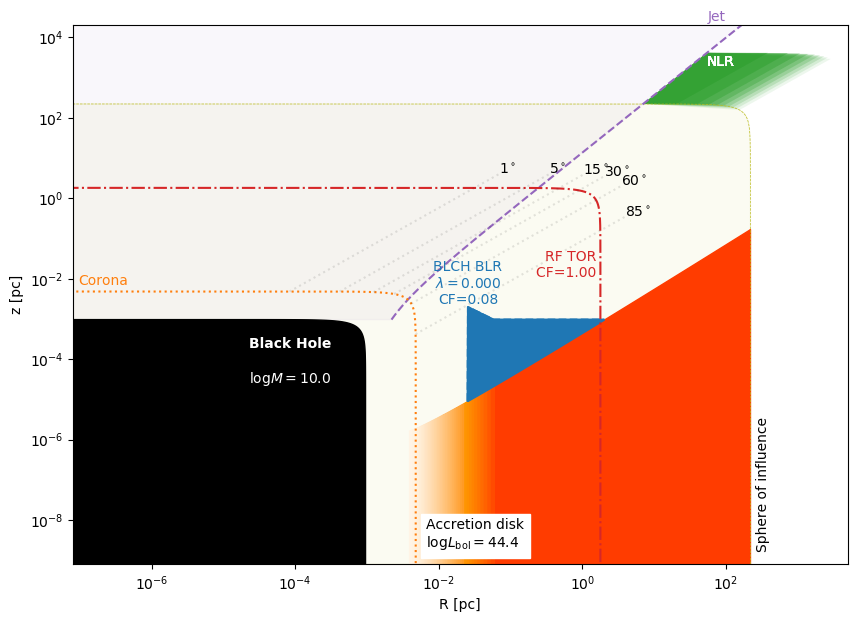 Jet
NLR
1° 5° 15° 30°
60°
85°
BLCH BLR
λ = 0.000
CF=0.08
RF TOR
CF=1.00
Corona
Black Hole
logM = 10.0
Accretion disk
logL_bol = 44.4
Sphere of influence
z [pc]
10^4
10^2
10^0
10^−2
10^−4
10^−6
10^−8
10^−6 10^−4 10^−2 10^0 10^2
R [pc]